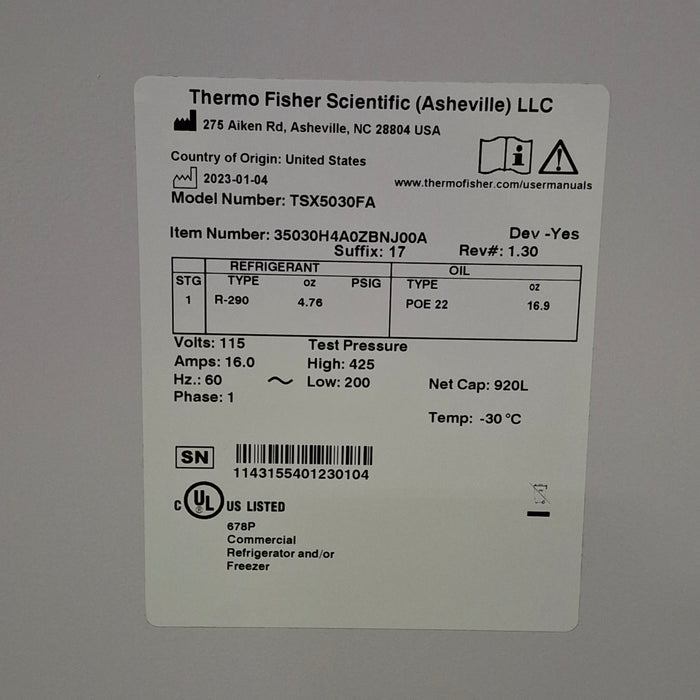 Thermo Fisher Scientific (Asheville) LLC
275 Aiken Rd, Asheville, NC 28804 USA
Country of Origin: United States
2023-01-04
www.thermofisher.com/usermanuals
Model Number: TSX5030FA
Item Number: 35030H4A0ZBNJ00A Dev -Yes
Suffix: 17 Rev#: 1.30
REFRIGERANT OIL
STG TYPE oz PSIG TYPE oz
1 R-290 4.76 POE 22 16.9
Volts: 115 Test Pressure
Amps: 16.0 High: 425
Hz.: 60 ~ Low: 200 Net Cap: 920L
Phase: 1
Temp: -30 °C
SN
1143155401230104
C UL ® US LISTED
678P
Commercial
Refrigerator and/or
Freezer